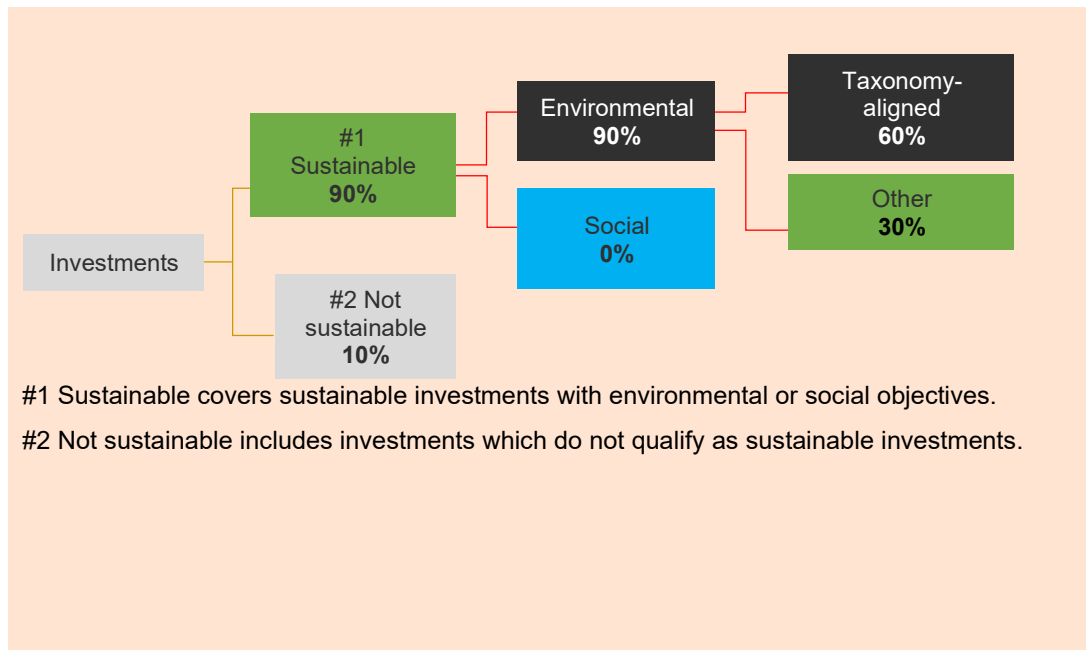 Investments
#1
Sustainable
90%
#2 Not
sustainable
10%
Environmental
90%
Social
0%
Taxonomy-
aligned
60%
Other
30%
#1 Sustainable covers sustainable investments with environmental or social objectives.
#2 Not sustainable includes investments which do not qualify as sustainable investments.